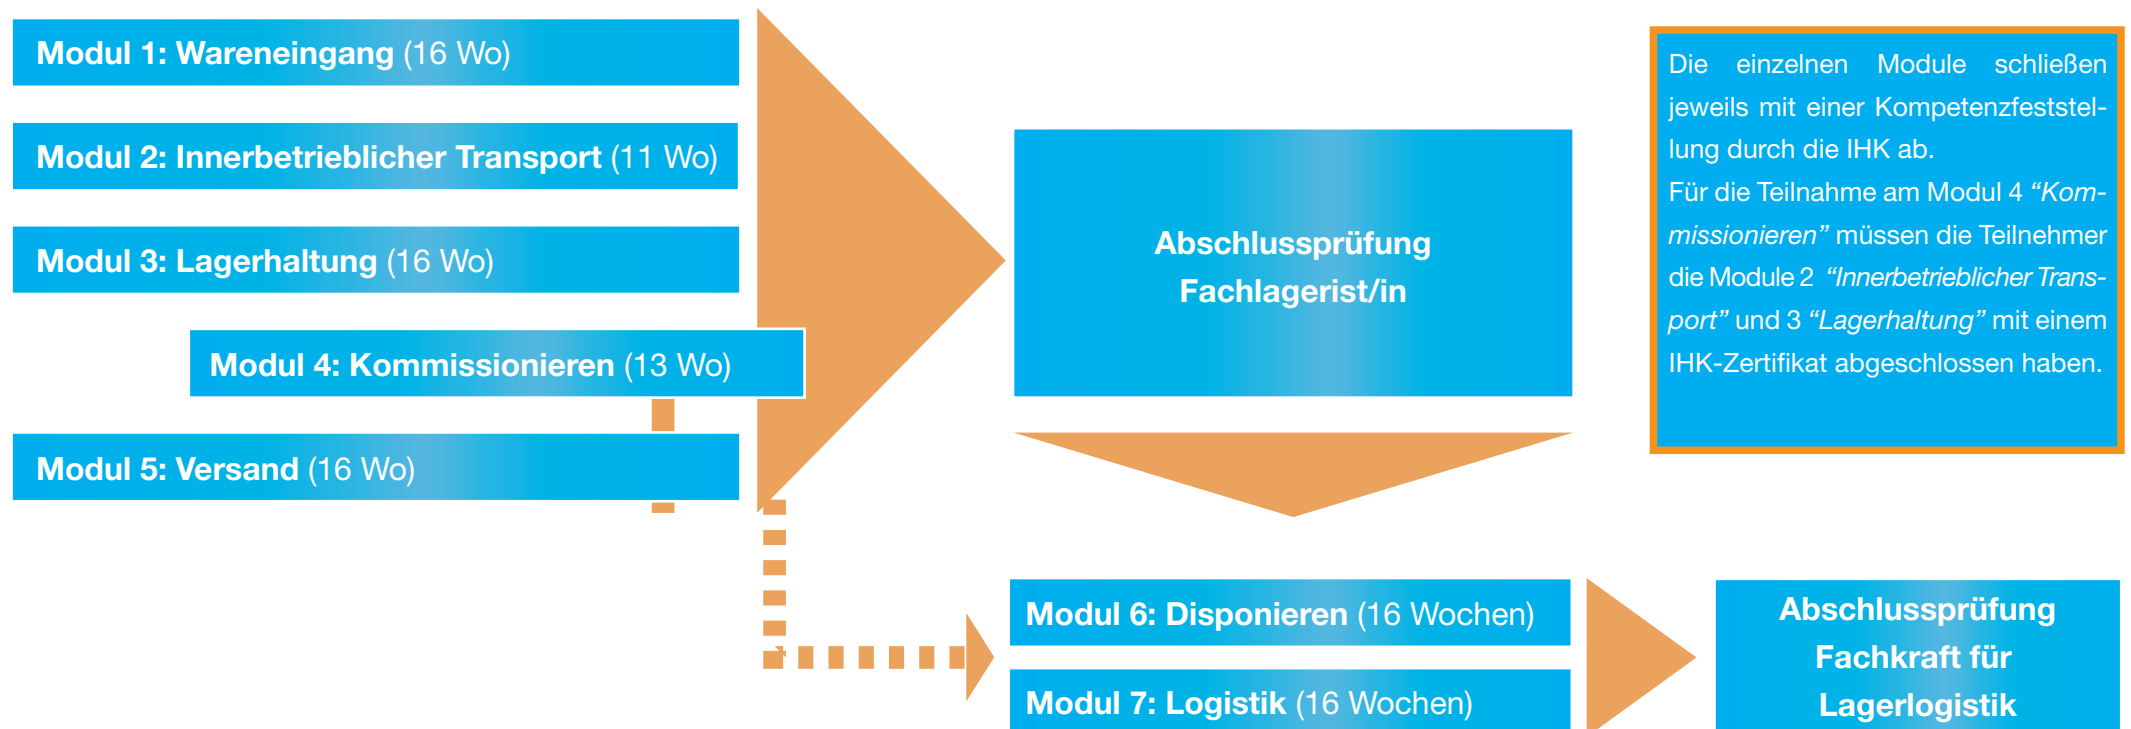 Modul 1: Wareneingang (16 Wo)
Modul 2: Innerbetrieblicher Transport (11 Wo)
Modul 3: Lagerhaltung (16 Wo)
Modul 4: Kommissionieren (13 Wo)
Modul 5: Versand (16 Wo)
Abschlussprüfung
Fachlagerist/in
Die einzelnen Module schließen
jeweils mit einer Kompetenzfeststel-
lung durch die IHK ab.
Für die Teilnahme am Modul 4 “Kom-
missionieren” müssen die Teilnehmer
die Module 2 “Innerbetrieblicher Trans-
port” und 3 “Lagerhaltung” mit einem
IHK-Zertifikat abgeschlossen haben.
Modul 6: Disponieren (16 Wochen)
Modul 7: Logistik (16 Wochen)
Abschlussprüfung
Fachkraft für
Lagerlogistik